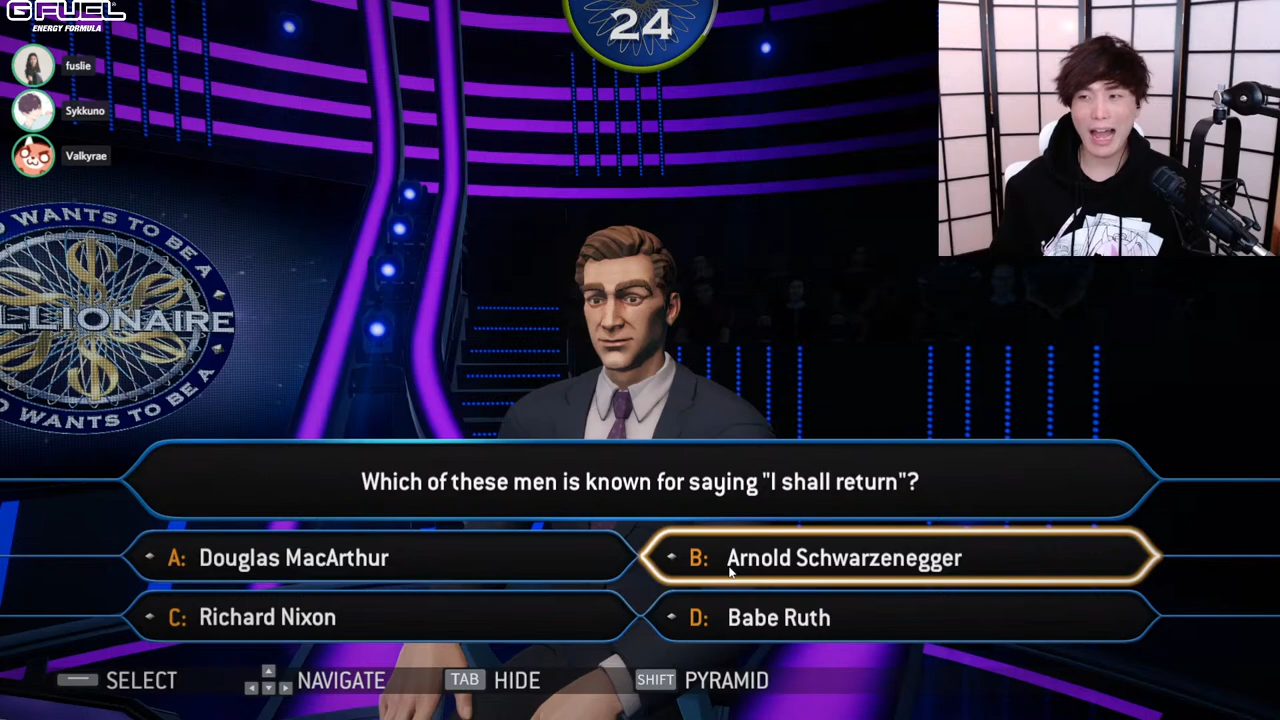 G FUEL®
ENERGY FORMULA
24
fuslie
Sykkuno
Valkyrae
O WANTS TO BE A
LLIONAIRE
O WANTS TO BE A
Which of these men is known for saying "I shall return"?
A: Douglas MacArthur
B: Arnold Schwarzenegger
C: Richard Nixon
D: Babe Ruth
SELECT
NAVIGATE
TAB HIDE
SHIFT PYRAMID